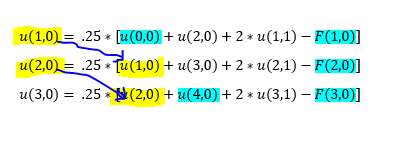 u(1,0) = .25 * [u(0,0) + u(2,0) + 2 * u(1,1) − F(1,0)]
u(2,0) = .25 * [u(1,0) + u(3,0) + 2 * u(2,1) − F(2,0)]
u(3,0) = .25 * [u(2,0) + u(4,0) + 2 * u(3,1) − F(3,0)]